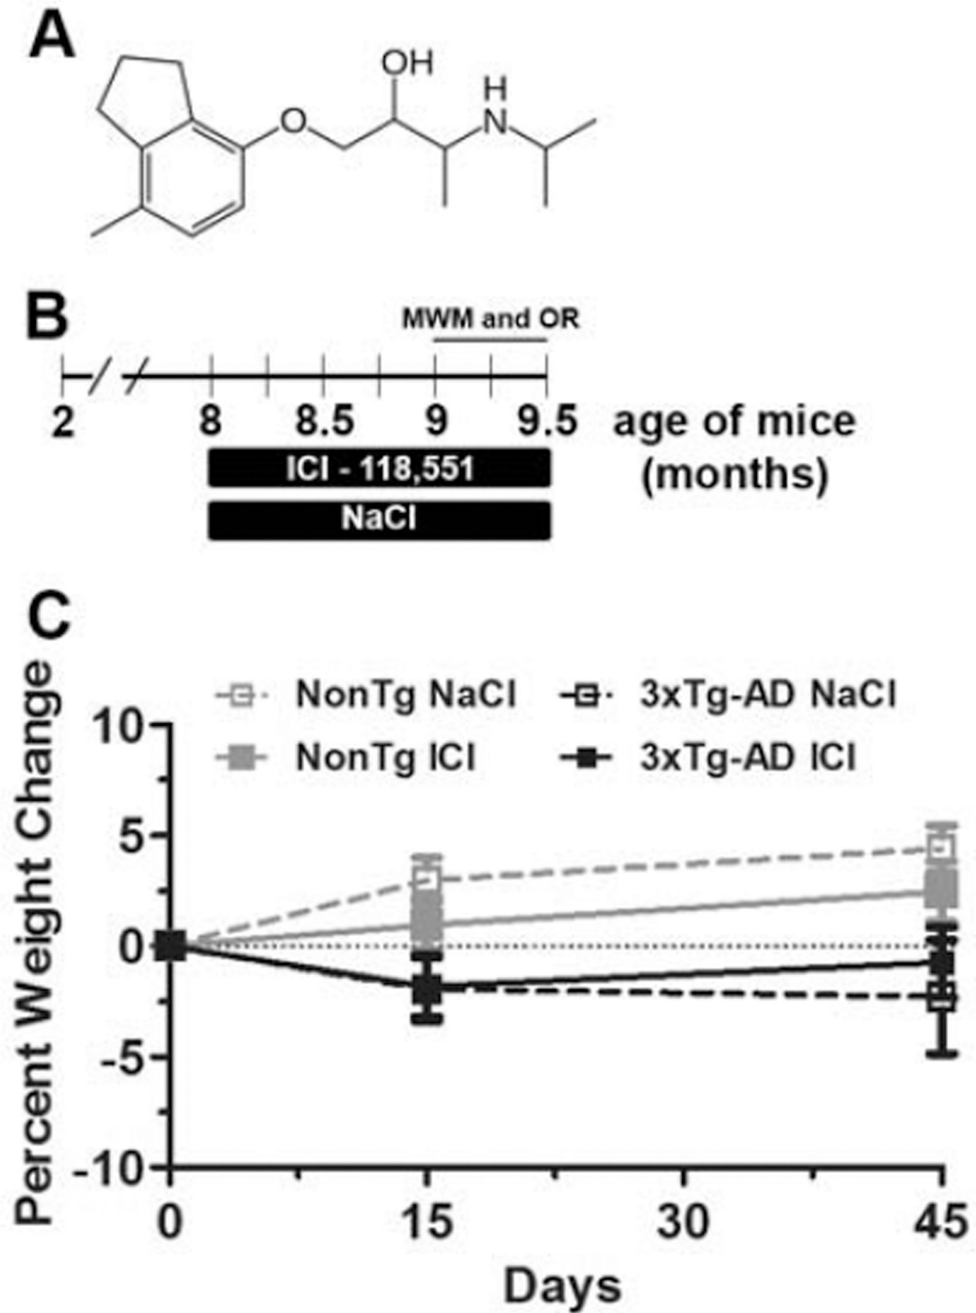 A
OH
H
O
N
B
MWM and OR
2 8 8.5 9 9.5 age of mice
(months)
ICI - 118,551
NaCl
C
Percent Weight Change
NonTg NaCl 3xTg-AD NaCl
NonTg ICI 3xTg-AD ICI
10
5
0
-5
-10
0 15 30 45
Days